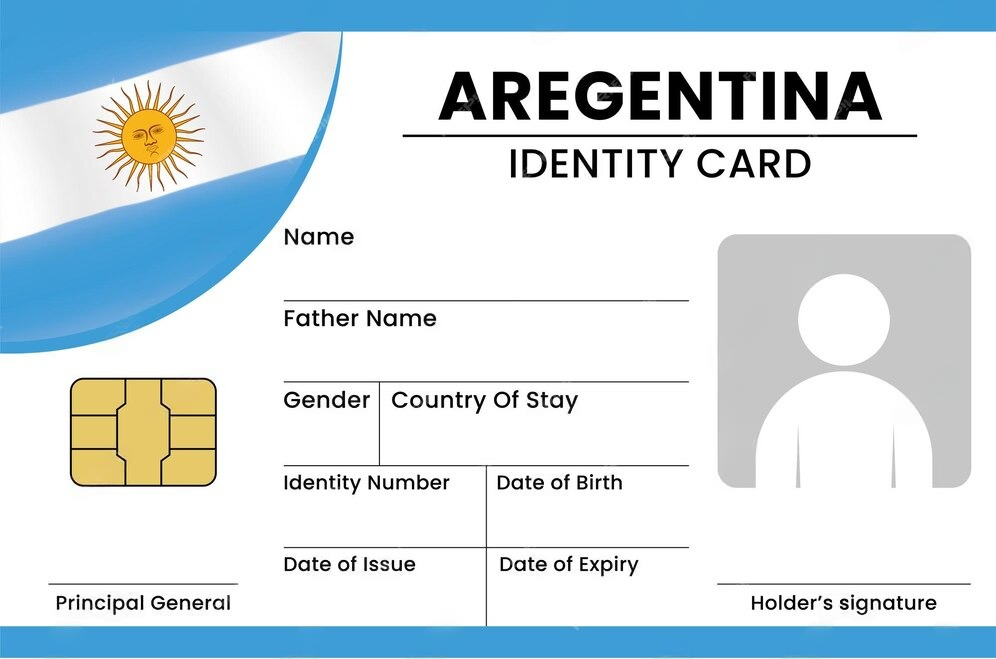 AREGENTINA
IDENTITY CARD
Name
Father Name
Gender
Country Of Stay
Identity Number
Date of Birth
Date of Issue
Date of Expiry
Principal General
Holder’s signature